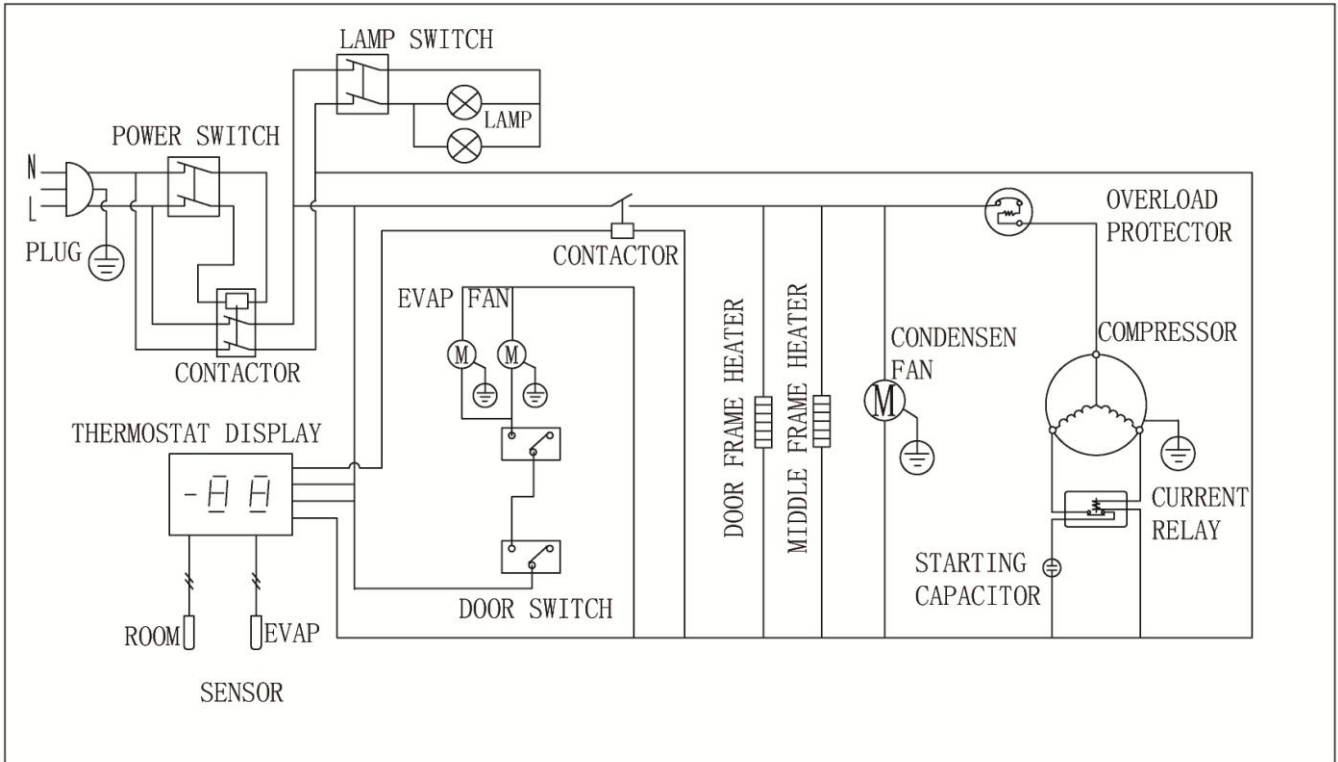 LAMP SWITCH
LAMP
POWER SWITCH
N
L
PLUG
CONTACTOR
OVERLOAD
PROTECTOR
CONTACTOR
EVAP FAN
M
M
DOOR FRAME HEATER
MIDDLE FRAME HEATER
CONDENSEN
FAN
M
COMPRESSOR
THERMOSTAT DISPLAY
-88
CURRENT
RELAY
STARTING
CAPACITOR
DOOR SWITCH
ROOM
EVAP
SENSOR